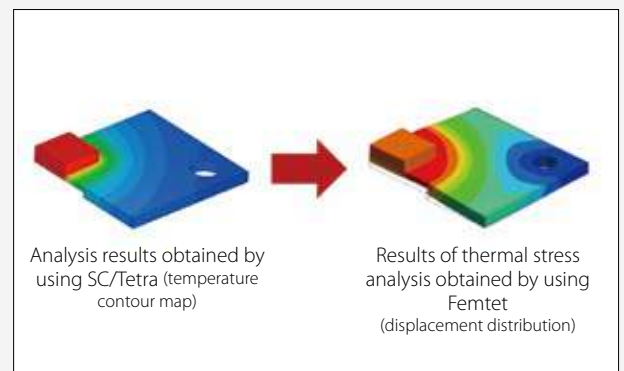 Analysis results obtained by
using SC/Tetra (temperature
contour map)
Results of thermal stress
analysis obtained by using
Femtet
(displacement distribution)